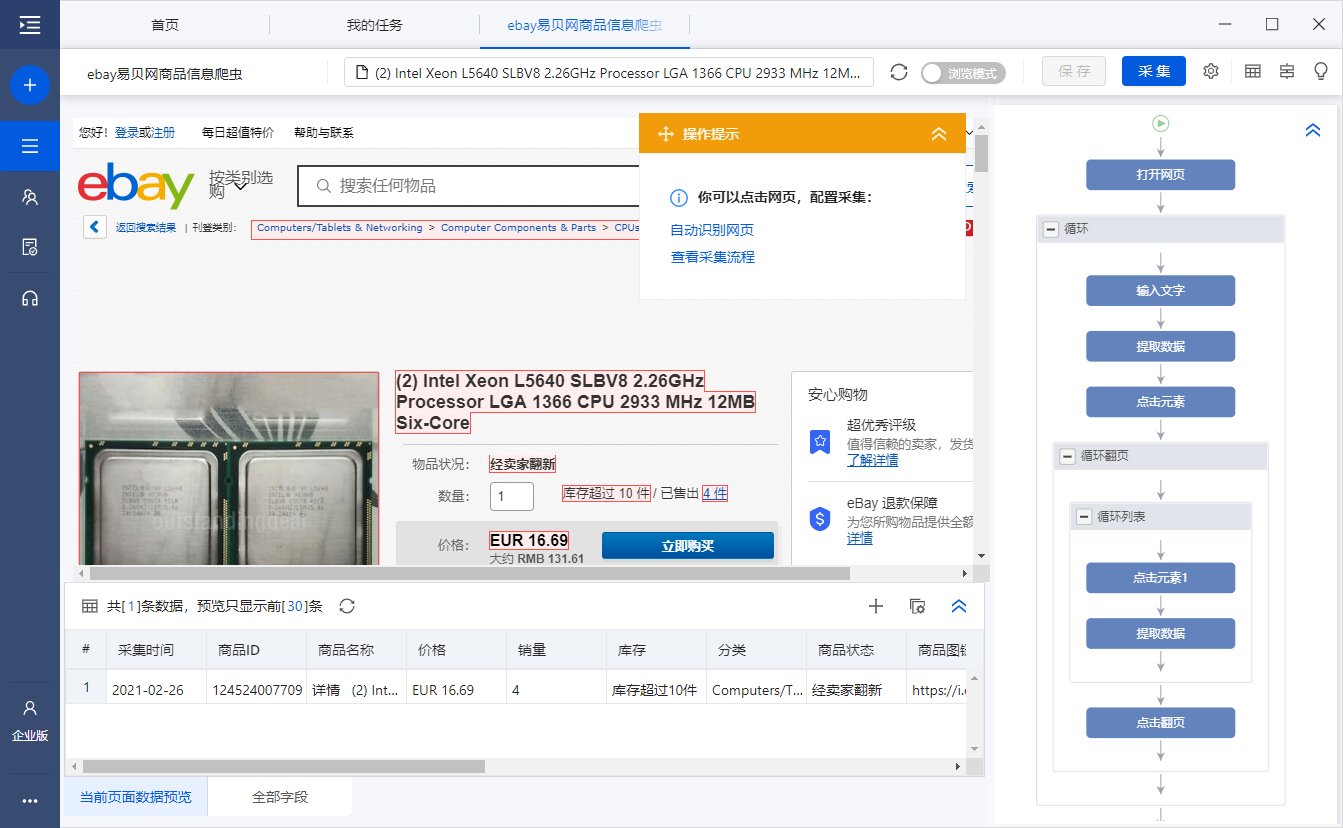 首页
我的任务
ebay易贝网商品信息爬虫
ebay易贝网商品信息爬虫
(2) Intel Xeon L5640 SLBV8 2.26GHz Processor LGA 1366 CPU 2933 MHz 12M...
浏览模式
保 存
采 集
您好！登录或注册
每日超值特价
帮助与联系
ebay
按类别选购
搜索任何物品
返回搜索结果 | 刊登类别：
Computers/Tablets & Networking > Computer Components & Parts > CPUs
操作提示
你可以点击网页，配置采集：
自动识别网页
查看采集流程
(2) Intel Xeon L5640 SLBV8 2.26GHz
Processor LGA 1366 CPU 2933 MHz 12MB
Six-Core
物品状况：
经卖家翻新
数量：
1
库存超过 10 件 / 已售出 4 件
价格：
EUR 16.69
大约 RMB 131.61
立即购买
outstandinggear
安心购物
超优秀评级
值得信赖的卖家，发货
了解详情
eBay 退款保障
为您所购物品提供全额
详情
共[1]条数据，预览只显示前[30]条
# 采集时间 商品ID 商品名称 价格 销量 库存 分类 商品状态 商品图链
1 2021-02-26 124524007709 详情 (2) Int... EUR 16.69 4 库存超过10件 Computers/T... 经卖家翻新 https://i.e
当前页面数据预览
全部字段
企业版
打开网页
循环
输入文字
提取数据
点击元素
循环翻页
循环列表
点击元素1
提取数据
点击翻页